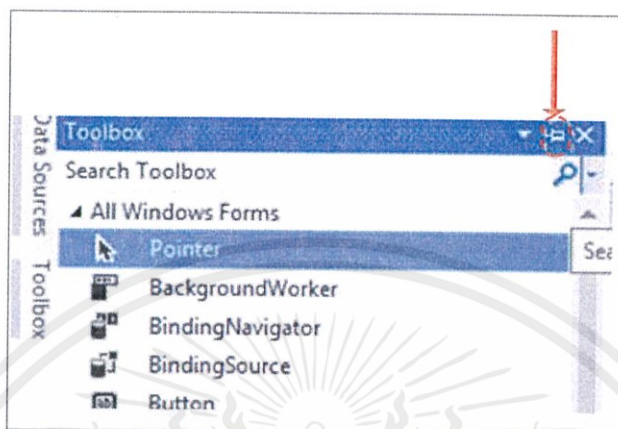 Data Sources
Toolbox
Toolbox
Search Toolbox
All Windows Forms
Pointer
Sea
BackgroundWorker
BindingNavigator
BindingSource
Button